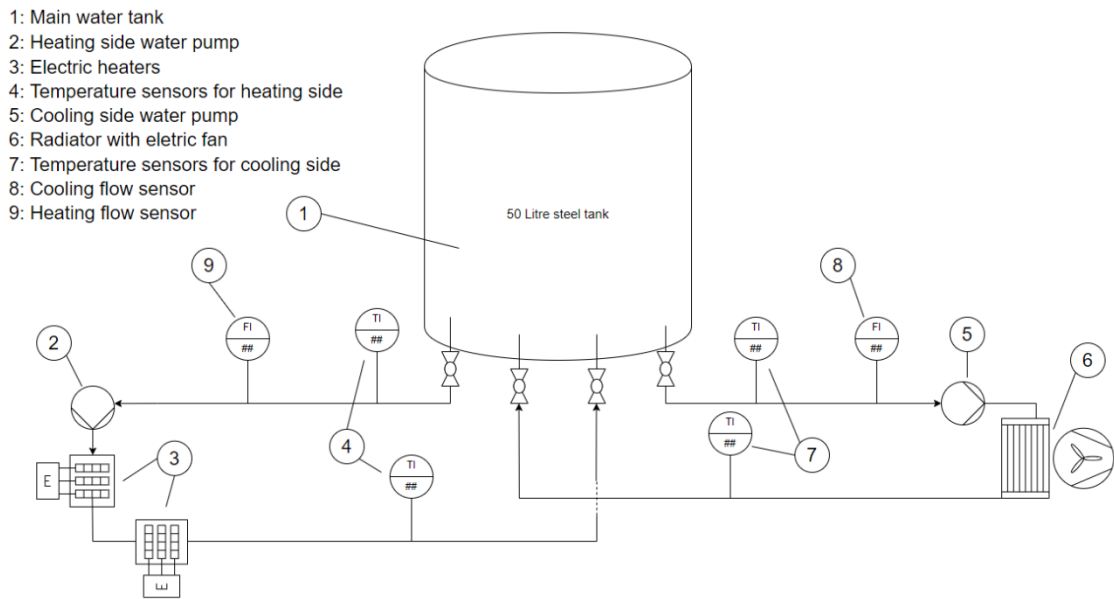 1: Main water tank
2: Heating side water pump
3: Electric heaters
4: Temperature sensors for heating side
5: Cooling side water pump
6: Radiator with eletric fan
7: Temperature sensors for cooling side
8: Cooling flow sensor
9: Heating flow sensor
1
50 Litre steel tank
9
8
2
FI
##
TI
##
TI
##
FI
##
5
6
3
4
TI
##
TI
##
7
E
E